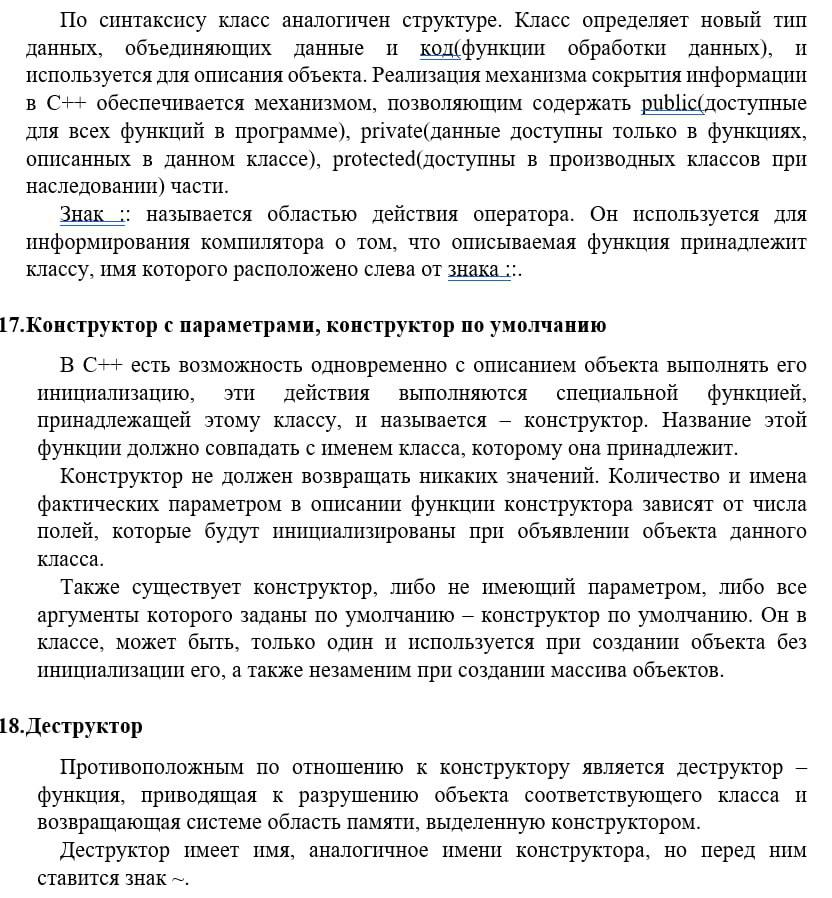 По синтаксису класс аналогичен структуре. Класс определяет новый тип
данных, объединяющих данные и код(функции обработки данных), и
используется для описания объекта. Реализация механизма сокрытия информации
в С++ обеспечивается механизмом, позволяющим содержать public(доступные
для всех функций в программе), private(данные доступны только в функциях,
описанных в данном классе), protected(доступны в производных классов при
наследовании) части.
Знак :: называется областью действия оператора. Он используется для
информирования компилятора о том, что описываемая функция принадлежит
классу, имя которого расположено слева от знака ::.
17.Конструктор с параметрами, конструктор по умолчанию
В С++ есть возможность одновременно с описанием объекта выполнять его
инициализацию, эти действия выполняются специальной функцией,
принадлежащей этому классу, и называется – конструктор. Название этой
функции должно совпадать с именем класса, которому она принадлежит.
Конструктор не должен возвращать никаких значений. Количество и имена
фактических параметром в описании функции конструктора зависят от числа
полей, которые будут инициализированы при объявлении объекта данного
класса.
Также существует конструктор, либо не имеющий параметром, либо все
аргументы которого заданы по умолчанию – конструктор по умолчанию. Он в
классе, может быть, только один и используется при создании объекта без
инициализации его, а также незаменим при создании массива объектов.
18.Деструктор
Противоположным по отношению к конструктору является деструктор –
функция, приводящая к разрушению объекта соответствующего класса и
возвращающая системе область памяти, выделенную конструктором.
Деструктор имеет имя, аналогичное имени конструктора, но перед ним
ставится знак ~.